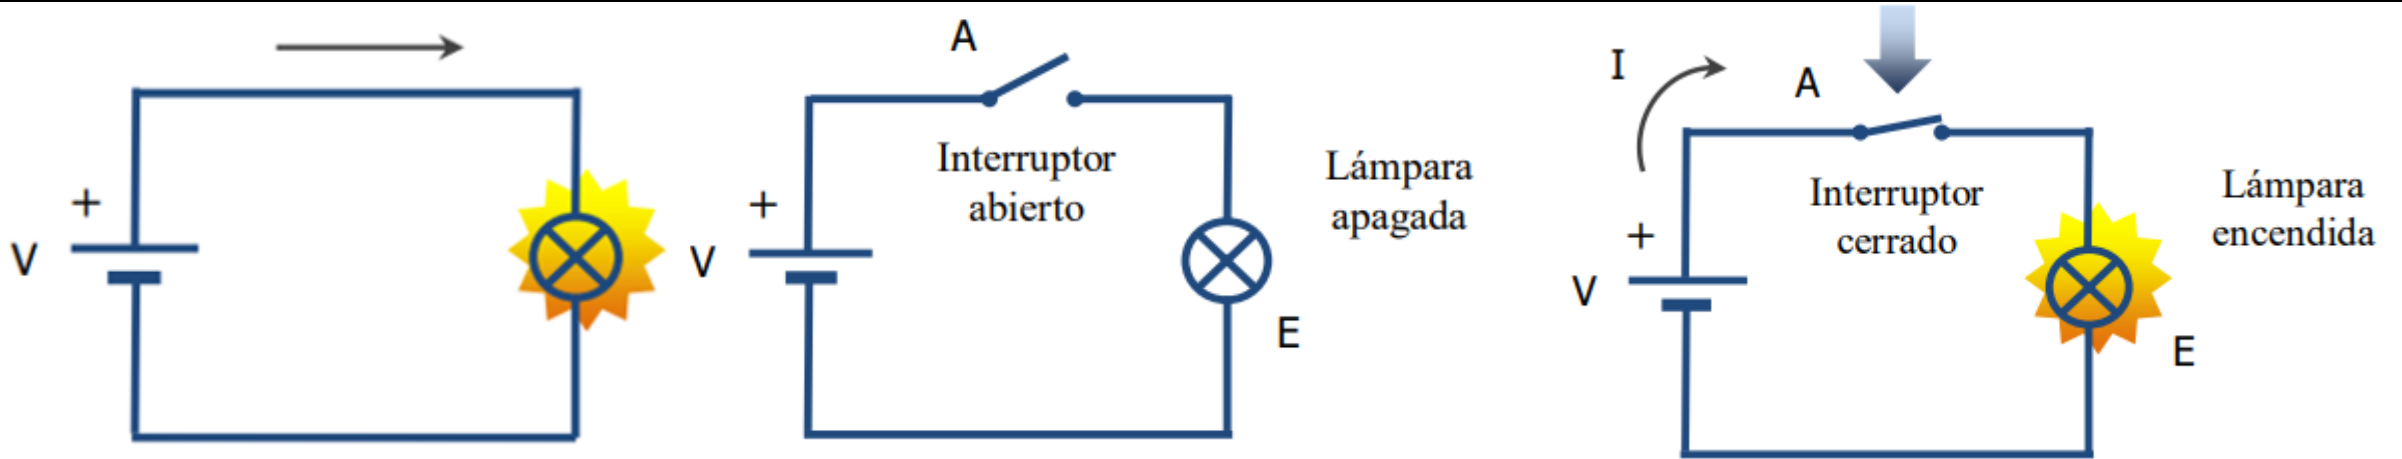 +
V
A
Interruptor
abierto
+
V
Lámpara
apagada
E
I
A
Interruptor
cerrado
+
V
Lámpara
encendida
E